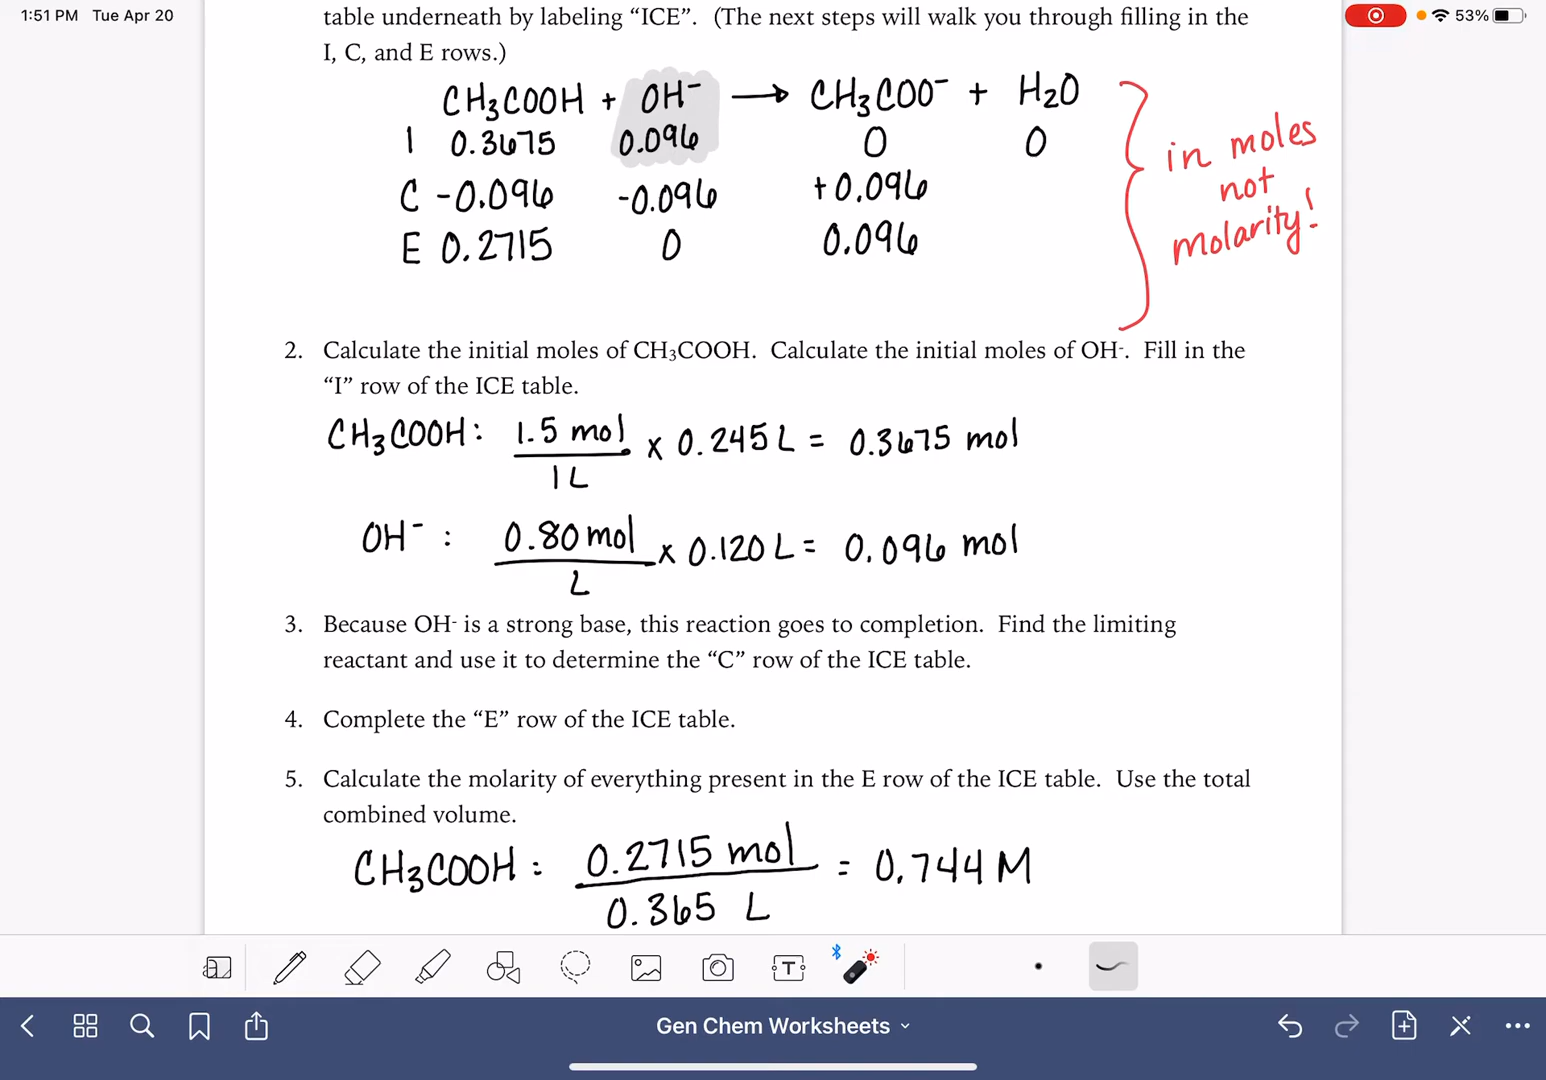 1:51 PM Tue Apr 20
53%
table underneath by labeling “ICE”. (The next steps will walk you through filling in the
I, C, and E rows.)
CH₃COOH + OH⁻ → CH₃COO⁻ + H₂O
I 0.3675 0.096 0 0
C -0.096 -0.096 +0.096
E 0.2715 0 0.096
in moles
not
molarity!
2. Calculate the initial moles of CH₃COOH. Calculate the initial moles of OH⁻. Fill in the
“I” row of the ICE table.
CH₃COOH: 1.5 mol x 0.245 L = 0.3675 mol
1 L
OH⁻ : 0.80 mol x 0.120 L = 0.096 mol
L
3. Because OH⁻ is a strong base, this reaction goes to completion. Find the limiting
reactant and use it to determine the “C” row of the ICE table.
4. Complete the “E” row of the ICE table.
5. Calculate the molarity of everything present in the E row of the ICE table. Use the total
combined volume.
CH₃COOH: 0.2715 mol = 0.744 M
0.365 L
Gen Chem Worksheets